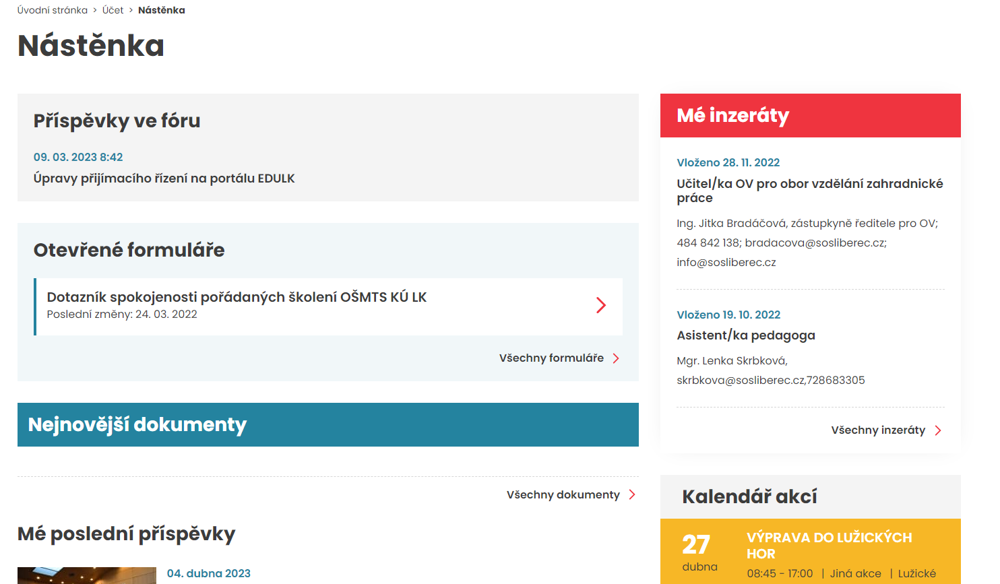 Úvodní stránka > Účet > Nástěnka
Nástěnka
Příspěvky ve fóru
09. 03. 2023 8:42
Úpravy přijímacího řízení na portálu EDULK
Otevřené formuláře
Dotazník spokojenosti pořádaných školení OŠMTS KÚ LK
Poslední změny: 24. 03. 2022
Všechny formuláře
Nejnovější dokumenty
Všechny dokumenty
Mé poslední příspěvky
04. dubna 2023
Mé inzeráty
Vloženo 28. 11. 2022
Učitel/ka OV pro obor vzdělání zahradnické
práce
Ing. Jitka Bradáčová, zástupkyně ředitele pro OV;
484 842 138; bradacova@sosliberec.cz;
info@sosliberec.cz
Vloženo 19. 10. 2022
Asistent/ka pedagoga
Mgr. Lenka Skrbková,
skrbkova@sosliberec.cz,728683305
Všechny inzeráty
Kalendář akcí
27
dubna
VÝPRAVA DO LUŽICKÝCH
HOR
08:45 - 17:00 | Jiná akce | Lužické